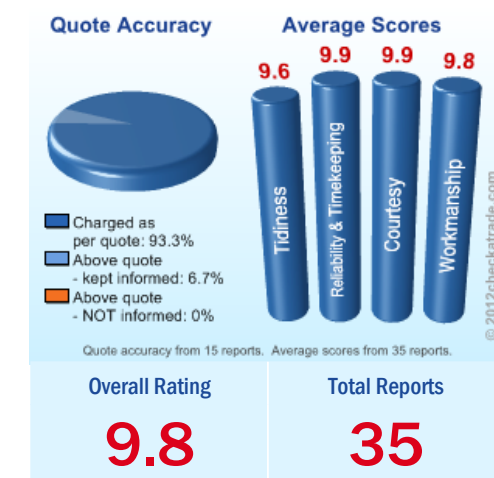 Quote Accuracy
Charged as
per quote: 93.3%
Above quote
- kept informed: 6.7%
Above quote
- NOT informed: 0%
Average Scores
9.6
9.9
9.9
9.8
Tidiness
Reliability & Timekeeping
Courtesy
Workmanship
© 2012checkatrade.com
Quote accuracy from 15 reports. Average scores from 35 reports.
Overall Rating
9.8
Total Reports
35